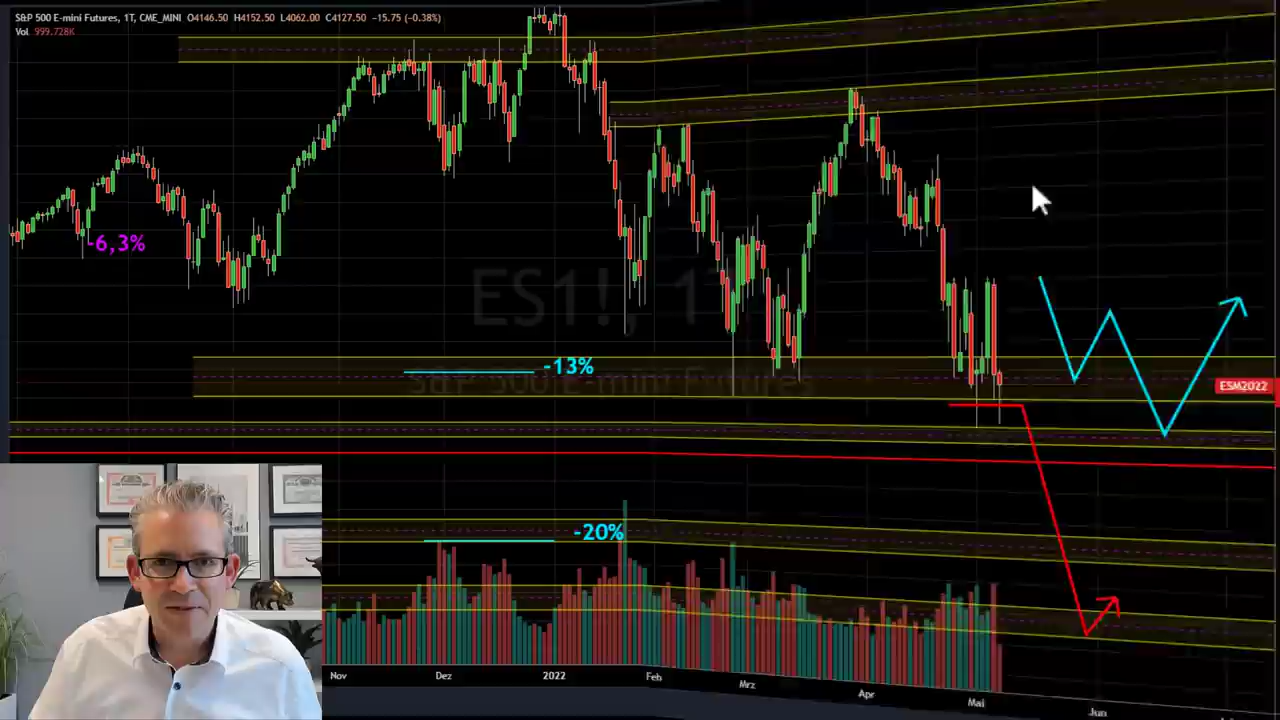 S&P 500 E-mini Futures, 1T, CME_MINI O4146.50 H4152.50 L4062.00 C4127.50 −15.75 (−0.38%)
Vol 999.728K
-6,3%
ES1!, 1T
-13%
S&P 500 E-mini Futures
ESM2022
-20%
Nov Dez 2022 Feb Mrz Apr Mai Jun